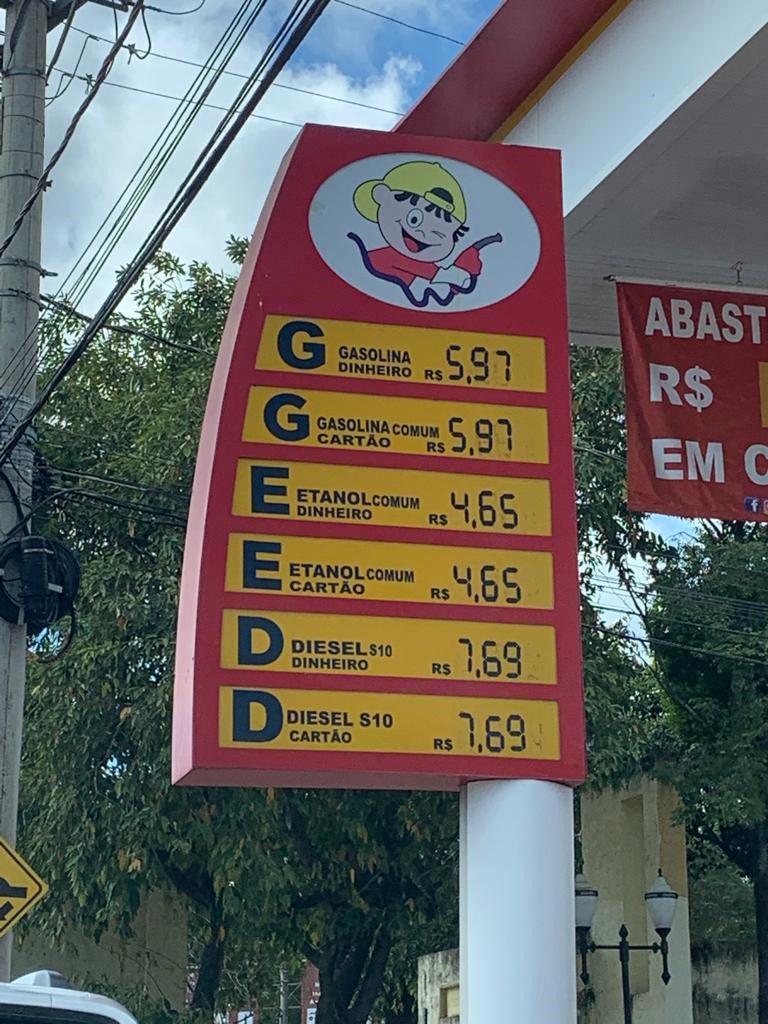 G GASOLINA
DINHEIRO R$ 5,97
G GASOLINA COMUM
CARTÃO R$ 5,97
E ETANOL COMUM
DINHEIRO R$ 4,65
E ETANOL COMUM
CARTÃO R$ 4,65
D DIESEL S10
DINHEIRO R$ 7,69
D DIESEL S10
CARTÃO R$ 7,69
ABAST
R$
EM C